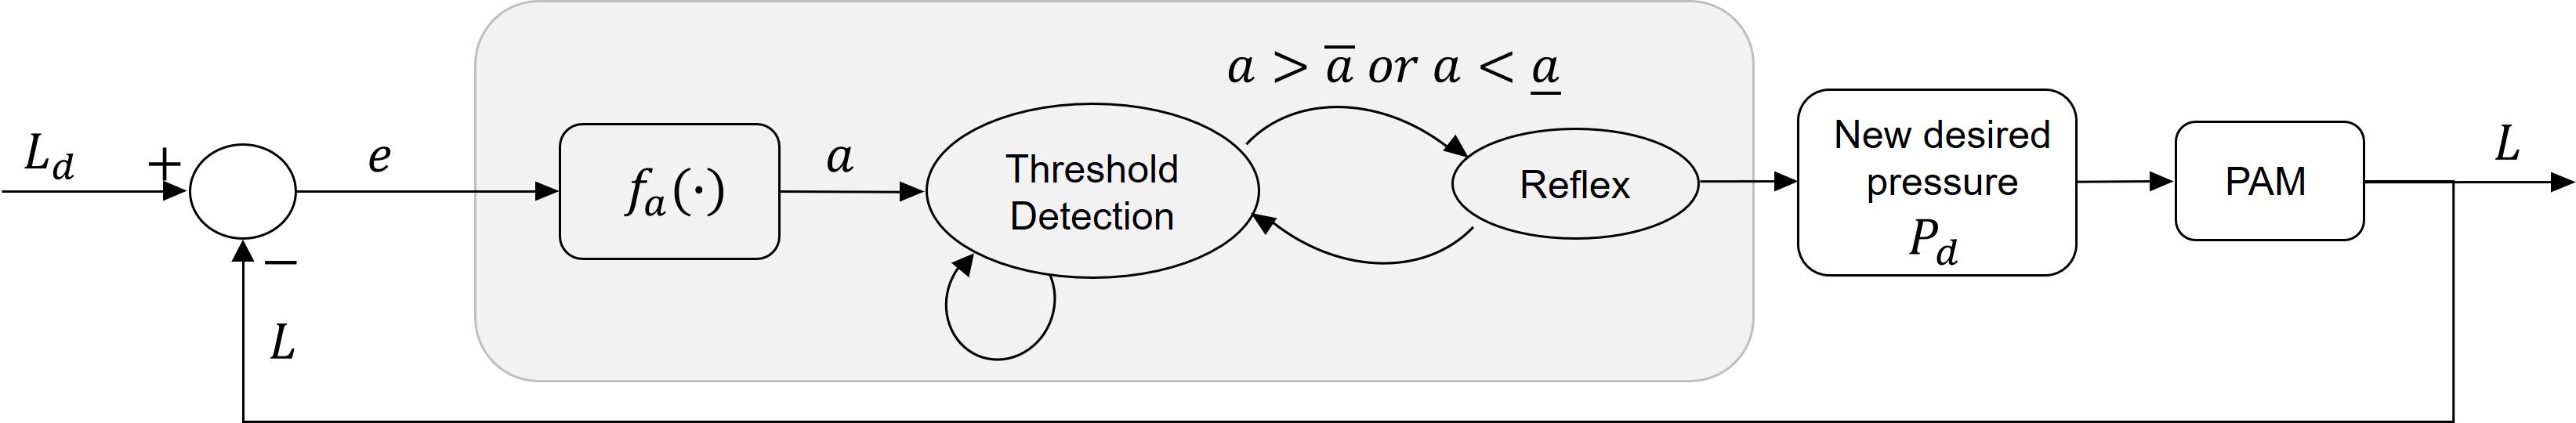 L_d
+
e
f_a(·)
a
Threshold
Detection
a > a̅ or a < a̲
Reflex
New desired
pressure
P_d
PAM
L
−
L